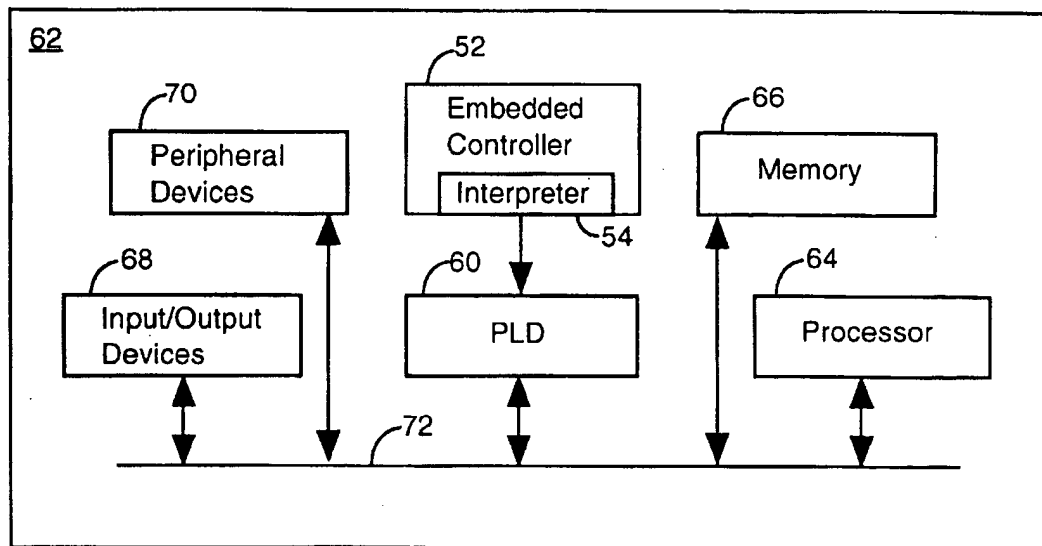 62
52
70
66
Embedded
Controller
Peripheral
Devices
Memory
Interpreter
54
68
60
64
Input/Output
Devices
PLD
Processor
72